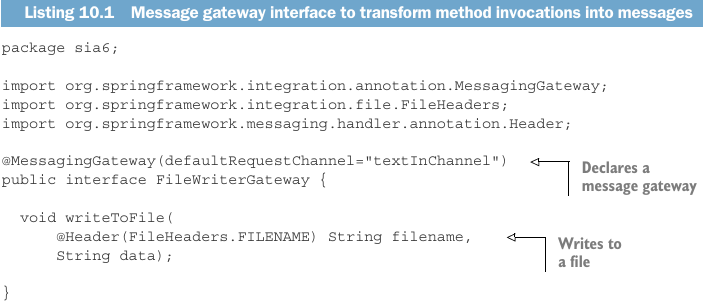 Listing 10.1 Message gateway interface to transform method invocations into messages
package sia6;
import org.springframework.integration.annotation.MessagingGateway;
import org.springframework.integration.file.FileHeaders;
import org.springframework.messaging.handler.annotation.Header;
@MessagingGateway(defaultRequestChannel="textInChannel")
public interface FileWriterGateway {
Declares a
message gateway
void writeToFile(
@Header(FileHeaders.FILENAME) String filename,
String data);
Writes to
a file
}